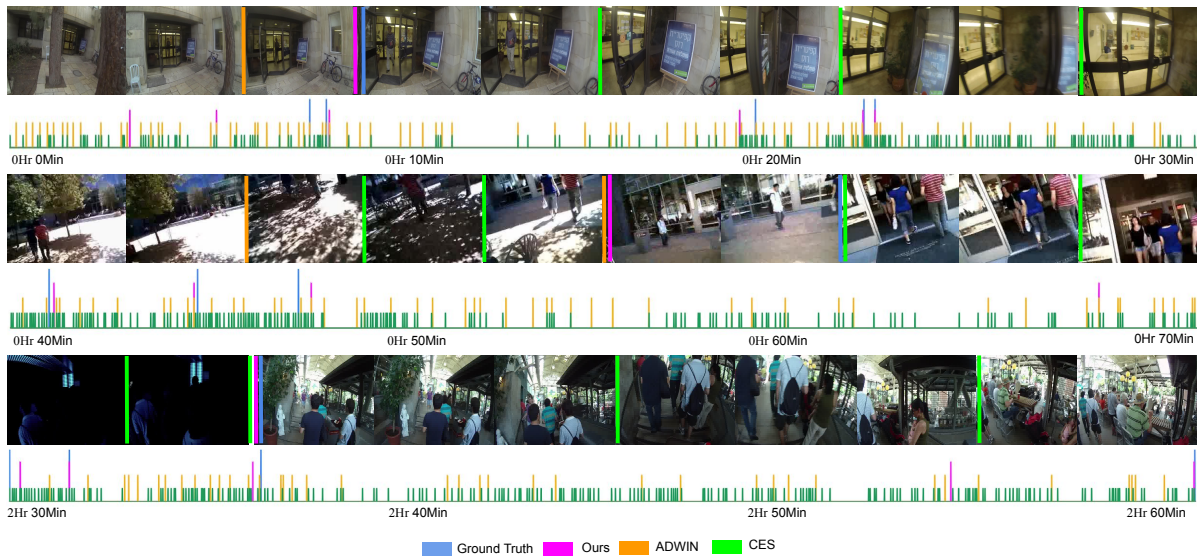 0Hr 0Min 0Hr 10Min 0Hr 20Min 0Hr 30Min
0Hr 40Min 0Hr 50Min 0Hr 60Min 0Hr 70Min
2Hr 30Min 2Hr 40Min 2Hr 50Min 2Hr 60Min
Ground Truth Ours ADWIN CES